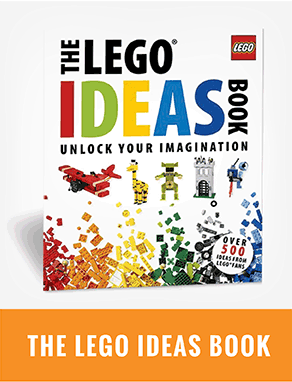 THE LEGO®
IDEAS
BOOK
UNLOCK YOUR IMAGINATION
LEGO
OVER
500
IDEAS FROM
LEGO® FANS
THE LEGO IDEAS BOOK